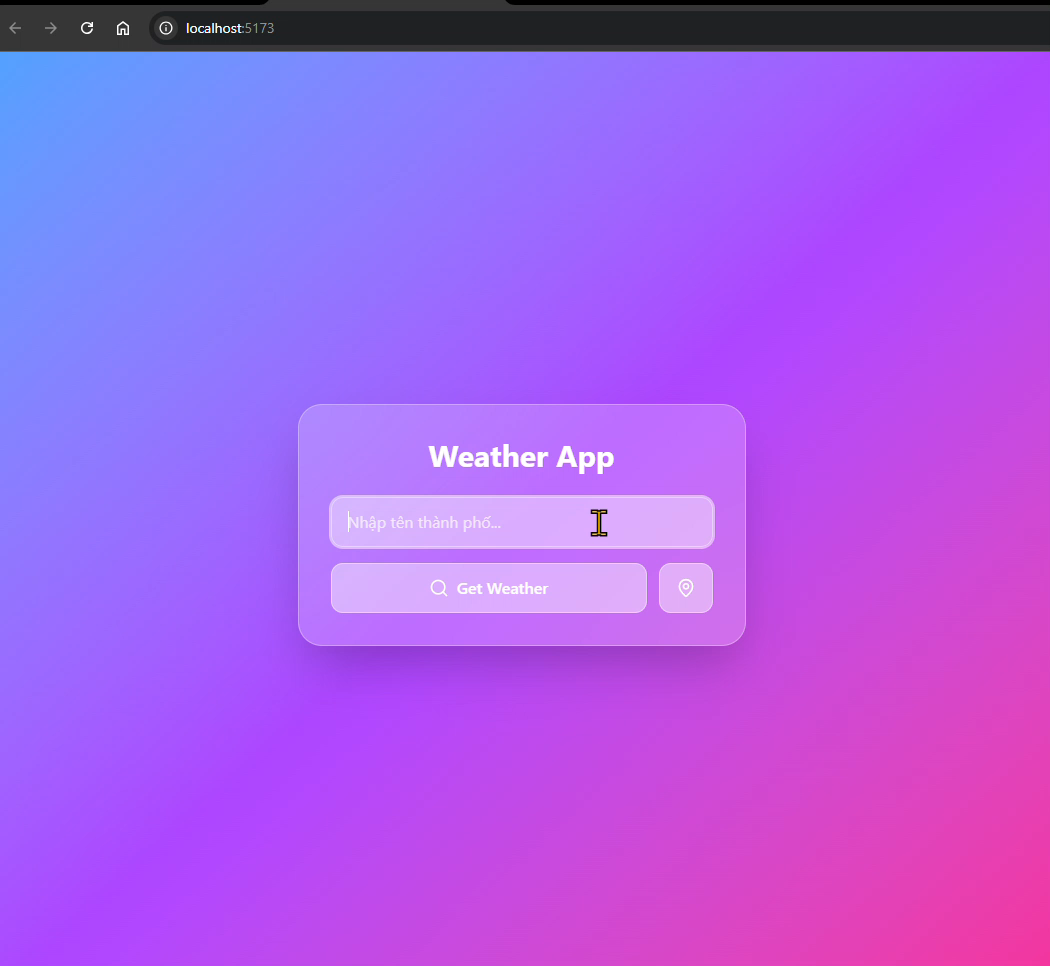 localhost:5173
Weather App
Nhập tên thành phố...
Get Weather